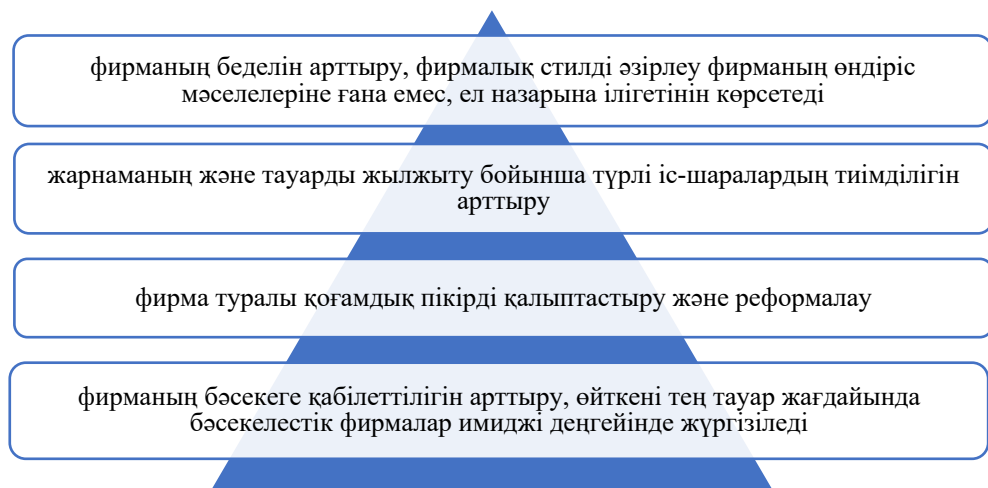 фирманың беделін арттыру, фирмалық стилді әзірлеу фирманың өндіріс
мәселелеріне ғана емес, ел назарына ілігетінін көрсетеді
жарнаманың және тауарды жылжыту бойынша түрлі іс-шаралардың тиімділігін
арттыру
фирма туралы қоғамдық пікірді қалыптастыру және реформалау
фирманың бәсекеге қабілеттілігін арттыру, өйткені тең тауар жағдайында
бәсекелестік фирмалар имиджі деңгейінде жүргізіледі